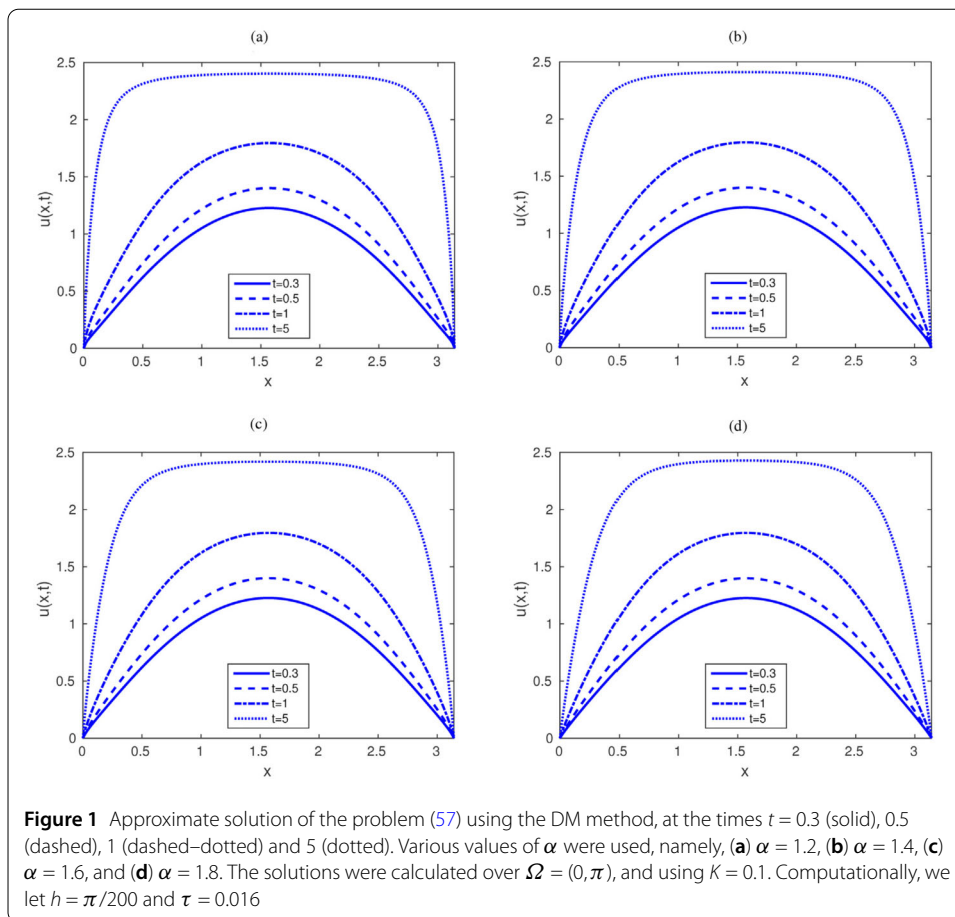 (a)
2.5
2
1.5
1
0.5
0
u(x,t)
t=0.3
t=0.5
t=1
t=5
0 0.5 1 1.5 2 2.5 3
x
(b)
2.5
2
1.5
1
0.5
0
u(x,t)
t=0.3
t=0.5
t=1
t=5
0 0.5 1 1.5 2 2.5 3
x
(c)
2.5
2
1.5
1
0.5
0
u(x,t)
t=0.3
t=0.5
t=1
t=5
0 0.5 1 1.5 2 2.5 3
x
(d)
2.5
2
1.5
1
0.5
0
u(x,t)
t=0.3
t=0.5
t=1
t=5
0 0.5 1 1.5 2 2.5 3
x
Figure 1 Approximate solution of the problem (57) using the DM method, at the times t = 0.3 (solid), 0.5
(dashed), 1 (dashed–dotted) and 5 (dotted). Various values of α were used, namely, (a) α = 1.2, (b) α = 1.4, (c)
α = 1.6, and (d) α = 1.8. The solutions were calculated over Ω = (0, π), and using K = 0.1. Computationally, we
let h = π/200 and τ = 0.016